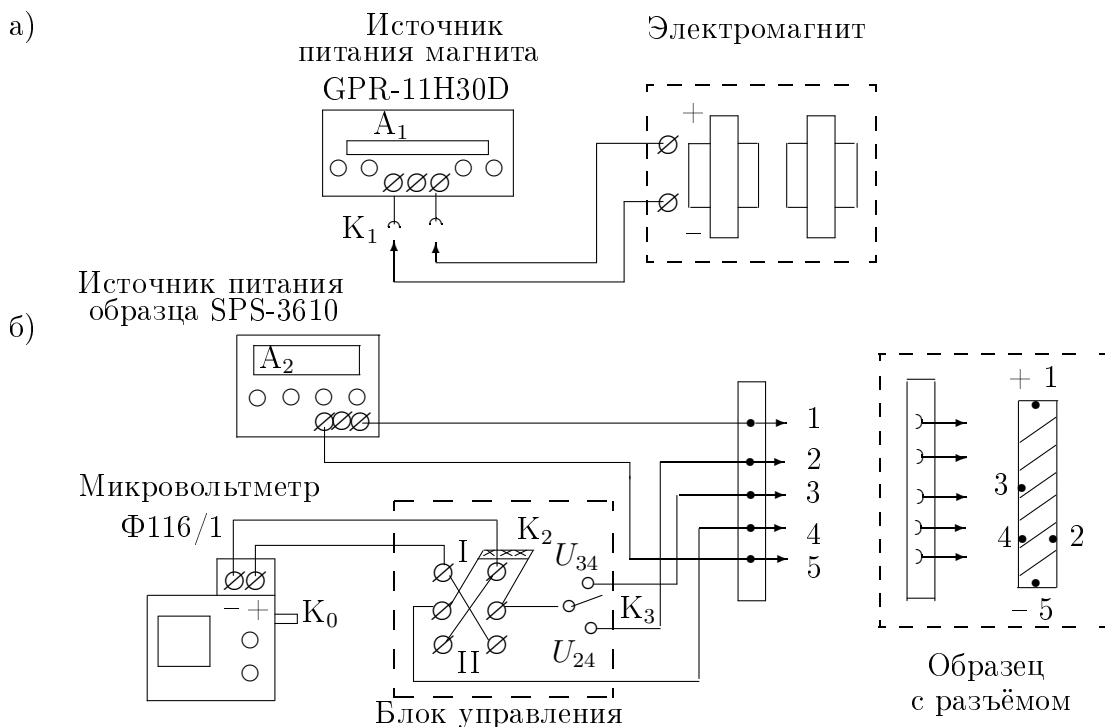 а)
Источник
питания магнита
GPR-11H30D
A1
K1
Электромагнит
+
−
б)
Источник питания
образца SPS-3610
A2
Микровольтметр
Ф116/1
− +
K0
I
II
K2
U34
K3
U24
Блок управления
1
2
3
4
5
+ 1
3
4
2
− 5
Образец
с разъёмом